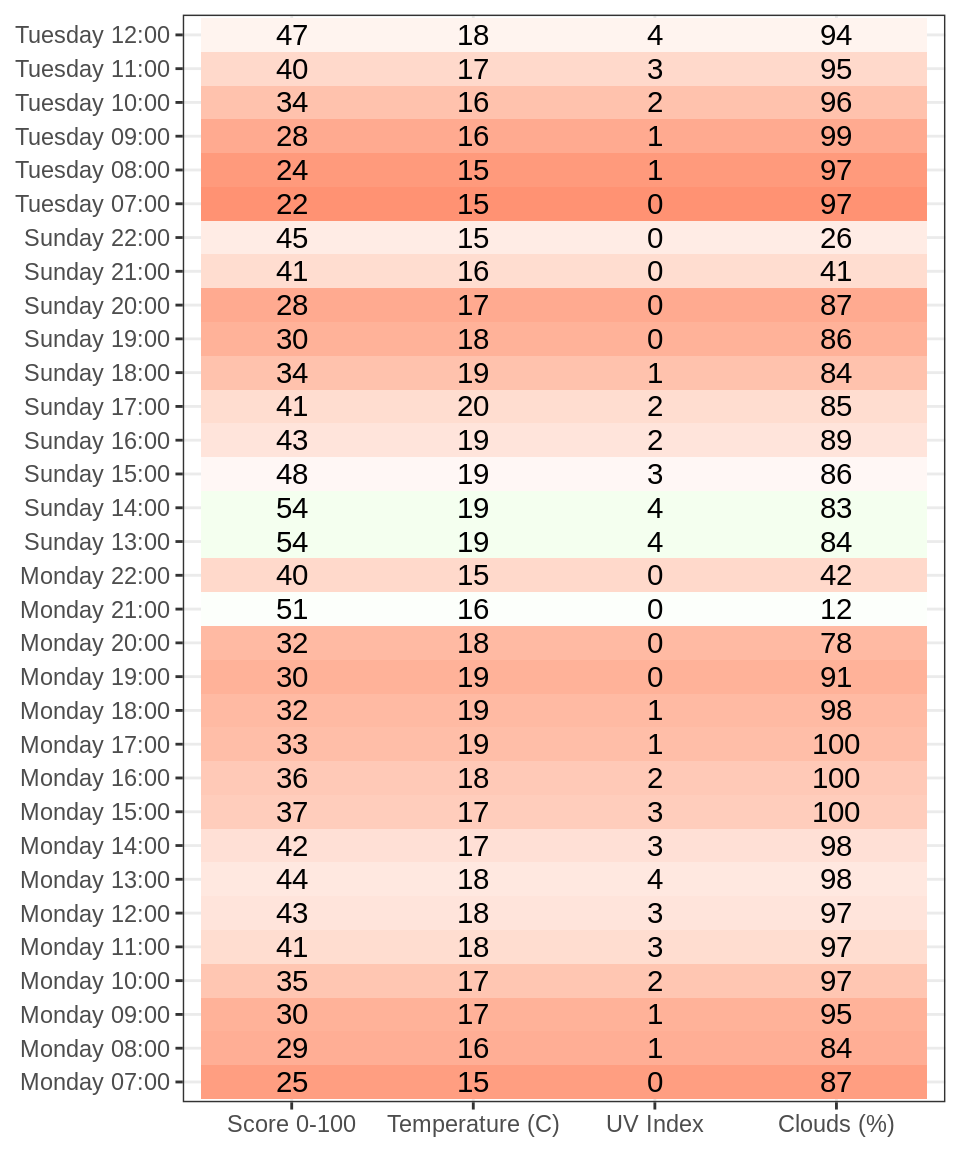 Tuesday 12:00 47 18 4 94
Tuesday 11:00 40 17 3 95
Tuesday 10:00 34 16 2 96
Tuesday 09:00 28 16 1 99
Tuesday 08:00 24 15 1 97
Tuesday 07:00 22 15 0 97
Sunday 22:00 45 15 0 26
Sunday 21:00 41 16 0 41
Sunday 20:00 28 17 0 87
Sunday 19:00 30 18 0 86
Sunday 18:00 34 19 1 84
Sunday 17:00 41 20 2 85
Sunday 16:00 43 19 2 89
Sunday 15:00 48 19 3 86
Sunday 14:00 54 19 4 83
Sunday 13:00 54 19 4 84
Monday 22:00 40 15 0 42
Monday 21:00 51 16 0 12
Monday 20:00 32 18 0 78
Monday 19:00 30 19 0 91
Monday 18:00 32 19 1 98
Monday 17:00 33 19 1 100
Monday 16:00 36 18 2 100
Monday 15:00 37 17 3 100
Monday 14:00 42 17 3 98
Monday 13:00 44 18 4 98
Monday 12:00 43 18 3 97
Monday 11:00 41 18 3 97
Monday 10:00 35 17 2 97
Monday 09:00 30 17 1 95
Monday 08:00 29 16 1 84
Monday 07:00 25 15 0 87
Score 0-100 Temperature (C) UV Index Clouds (%)